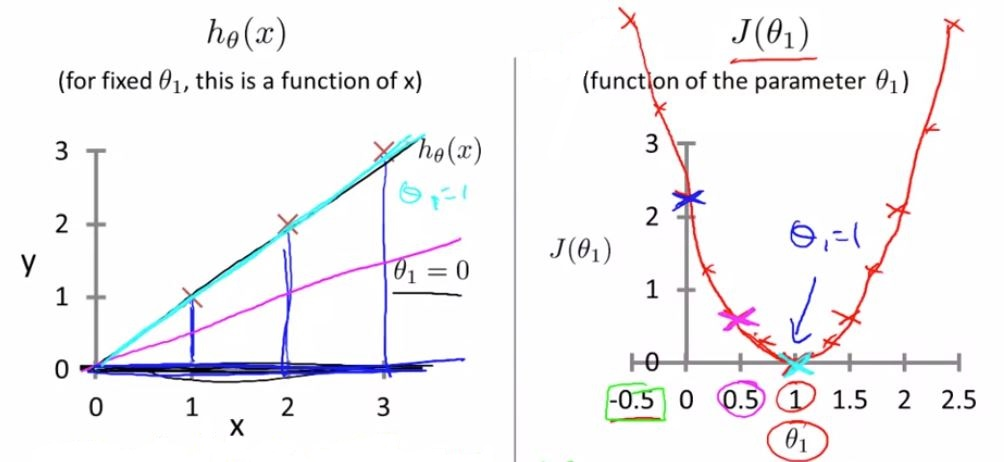 h_θ(x)
(for fixed θ₁, this is a function of x)
3
2
1
0
y
0 1 2 3
x
h_θ(x)
θ₁=1
θ₁ = 0
J(θ₁)
(function of the parameter θ₁)
3
2
1
0
J(θ₁)
θ₁=1
-0.5 0 0.5 1 1.5 2 2.5
θ₁